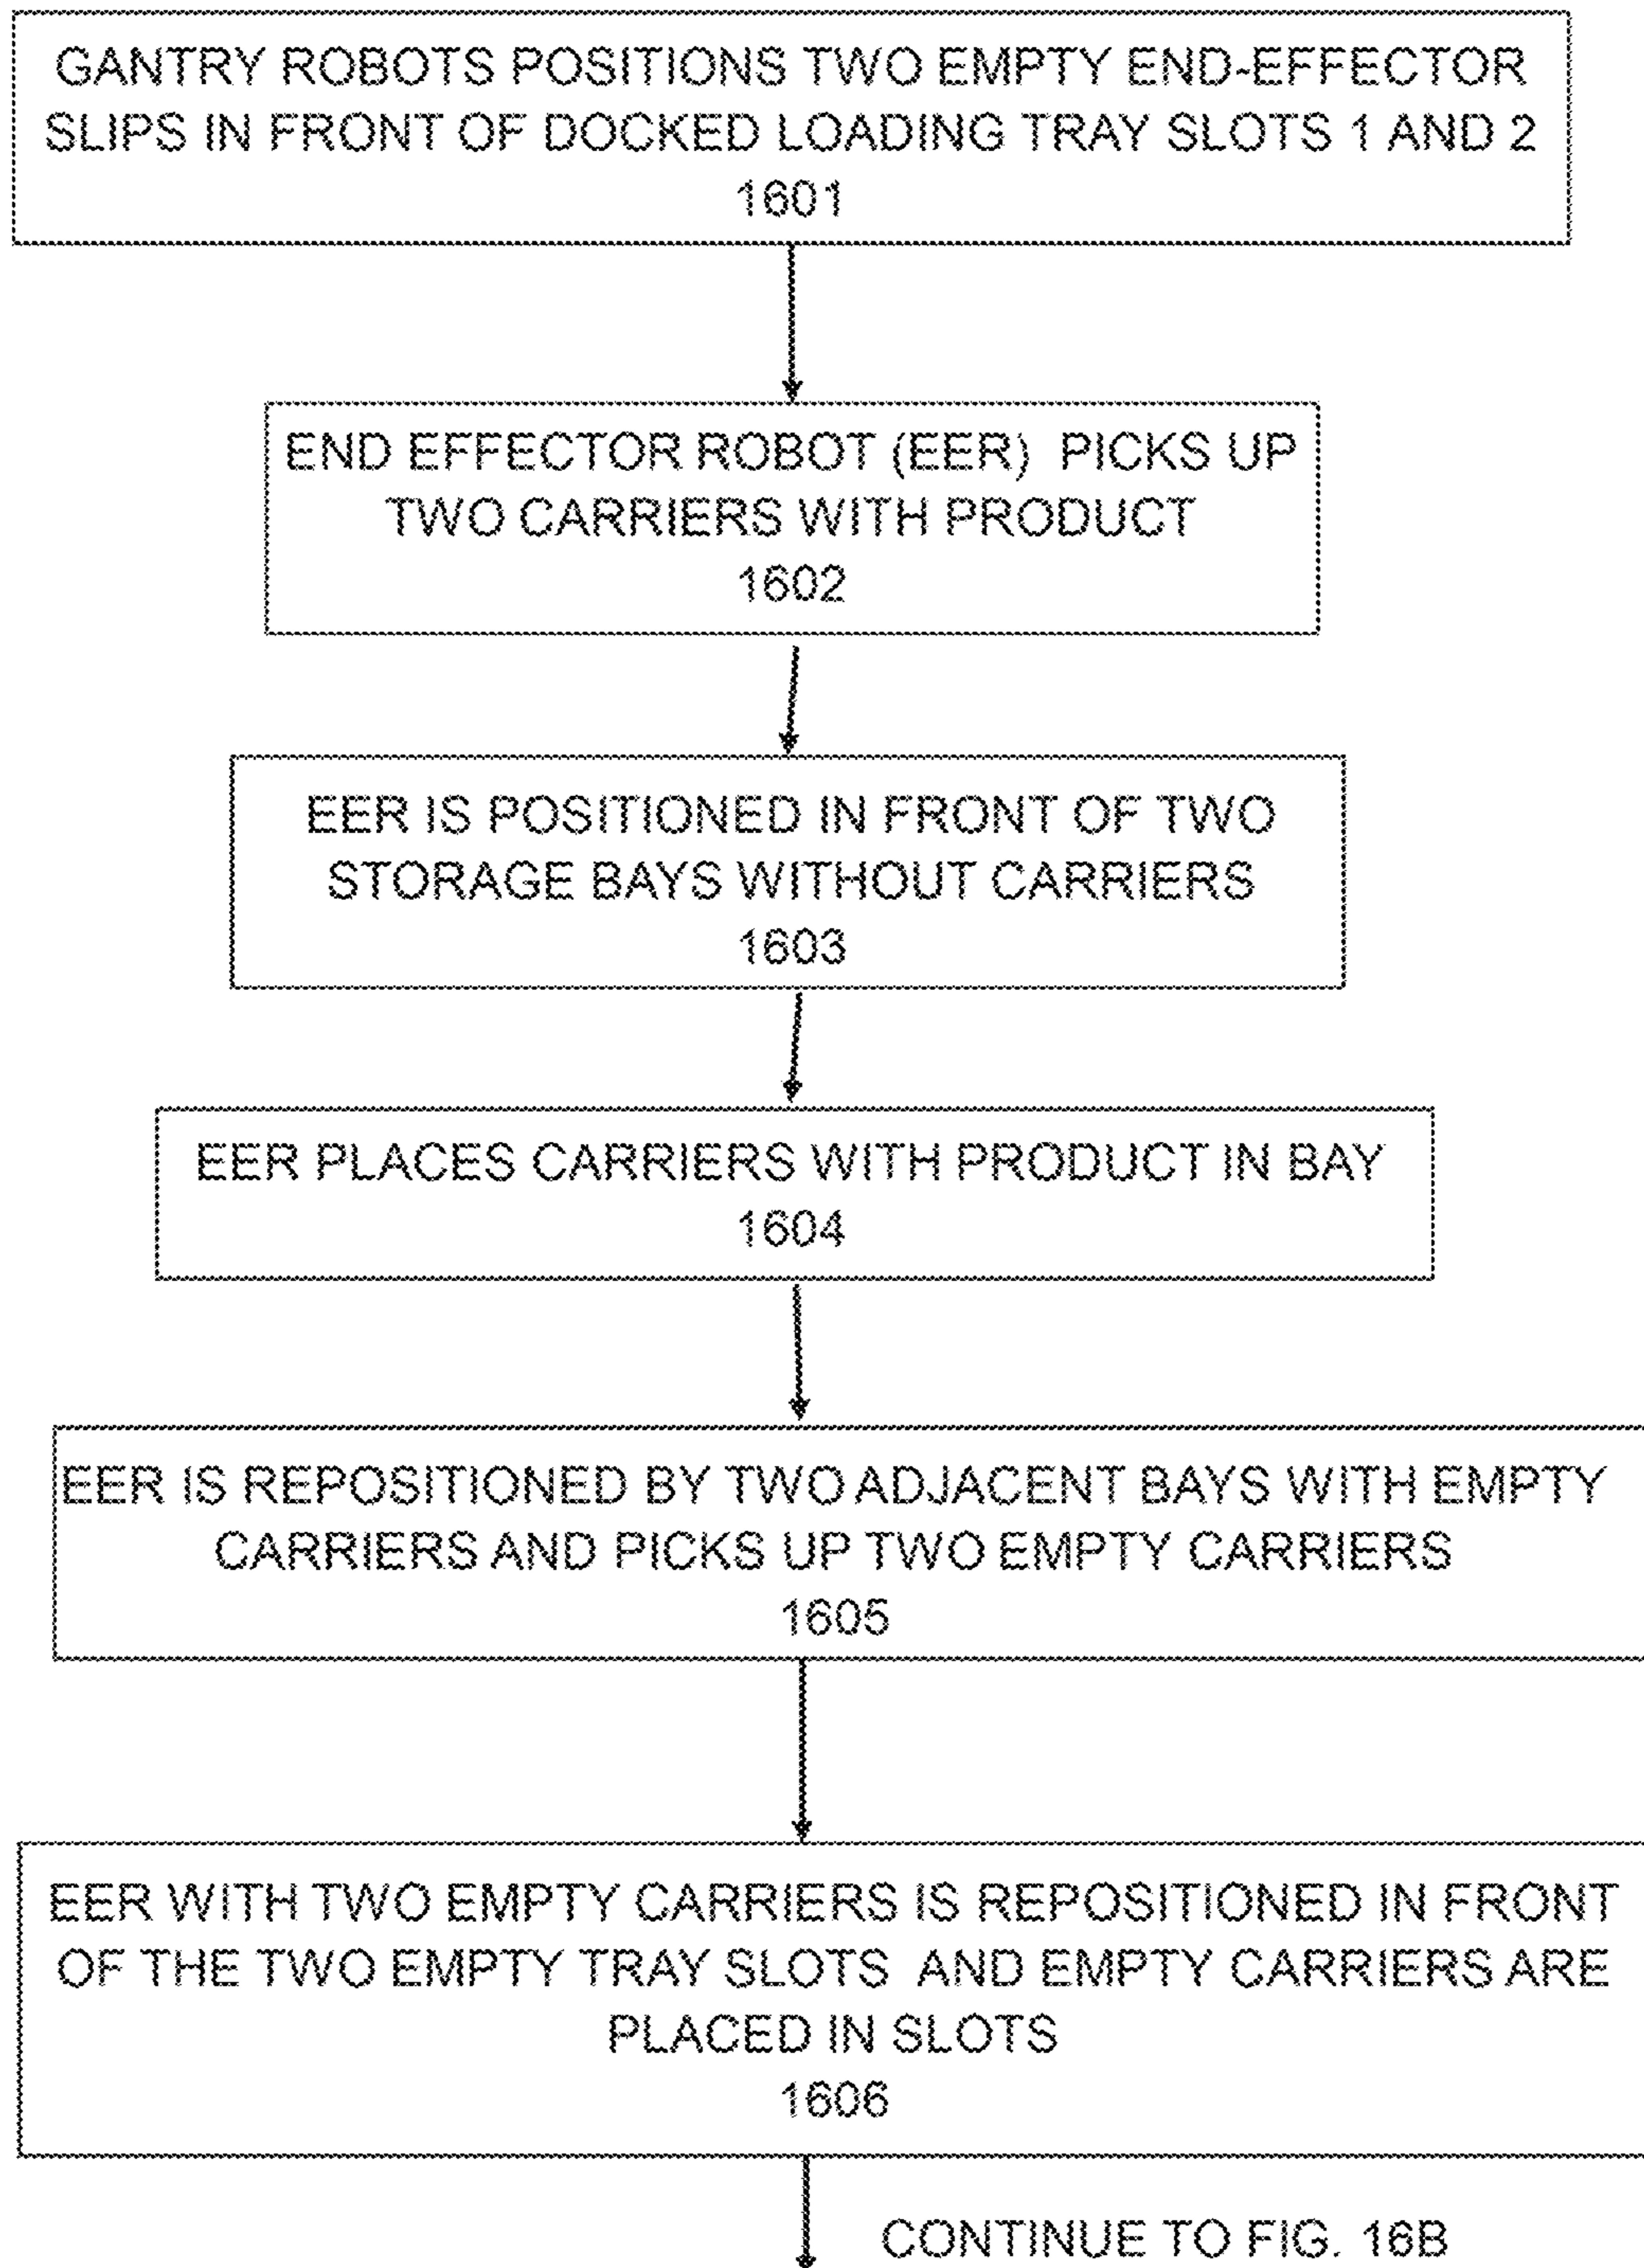 GANTRY ROBOTS POSITIONS TWO EMPTY END-EFFECTOR
SLIPS IN FRONT OF DOCKED LOADING TRAY SLOTS 1 AND 2
1601
END EFFECTOR ROBOT (EER) PICKS UP
TWO CARRIERS WITH PRODUCT
1602
EER IS POSITIONED IN FRONT OF TWO
STORAGE BAYS WITHOUT CARRIERS
1603
EER PLACES CARRIERS WITH PRODUCT IN BAY
1604
EER IS REPOSITIONED BY TWO ADJACENT BAYS WITH EMPTY
CARRIERS AND PICKS UP TWO EMPTY CARRIERS
1605
EER WITH TWO EMPTY CARRIERS IS REPOSITIONED IN FRONT
OF THE TWO EMPTY TRAY SLOTS AND EMPTY CARRIERS ARE
PLACED IN SLOTS
1606
CONTINUE TO FIG. 16B